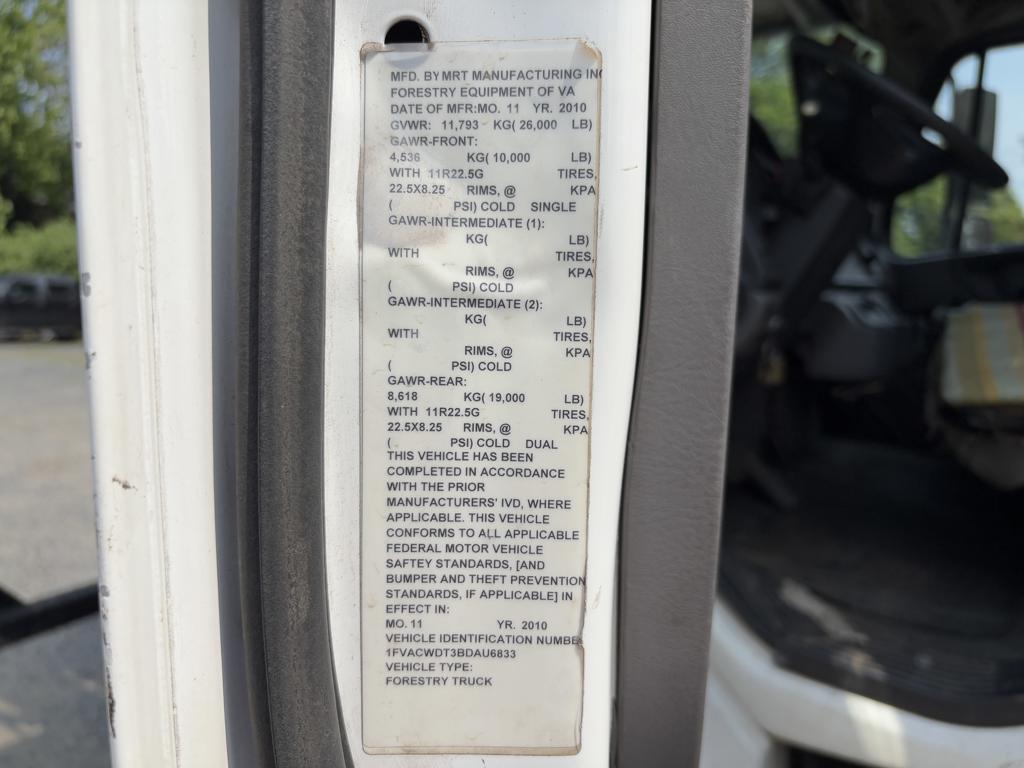 MFD. BY MRT MANUFACTURING INC
FORESTRY EQUIPMENT OF VA
DATE OF MFR:MO. 11 YR. 2010
GVWR: 11,793 KG( 26,000 LB)
GAWR-FRONT:
4,536 KG( 10,000 LB)
WITH 11R22.5G TIRES,
22.5X8.25 RIMS, @ KPA
( PSI) COLD SINGLE
GAWR-INTERMEDIATE (1):
KG( LB)
WITH TIRES,
RIMS, @ KPA
( PSI) COLD
GAWR-INTERMEDIATE (2):
KG( LB)
WITH TIRES,
RIMS, @ KPA
( PSI) COLD
GAWR-REAR:
8,618 KG( 19,000 LB)
WITH 11R22.5G TIRES,
22.5X8.25 RIMS, @ KPA
( PSI) COLD DUAL
THIS VEHICLE HAS BEEN
COMPLETED IN ACCORDANCE
WITH THE PRIOR
MANUFACTURERS' IVD, WHERE
APPLICABLE. THIS VEHICLE
CONFORMS TO ALL APPLICABLE
FEDERAL MOTOR VEHICLE
SAFTEY STANDARDS, [AND
BUMPER AND THEFT PREVENTION
STANDARDS, IF APPLICABLE] IN
EFFECT IN:
MO. 11 YR. 2010
VEHICLE IDENTIFICATION NUMBE
1FVACWDT3BDAU6833
VEHICLE TYPE:
FORESTRY TRUCK